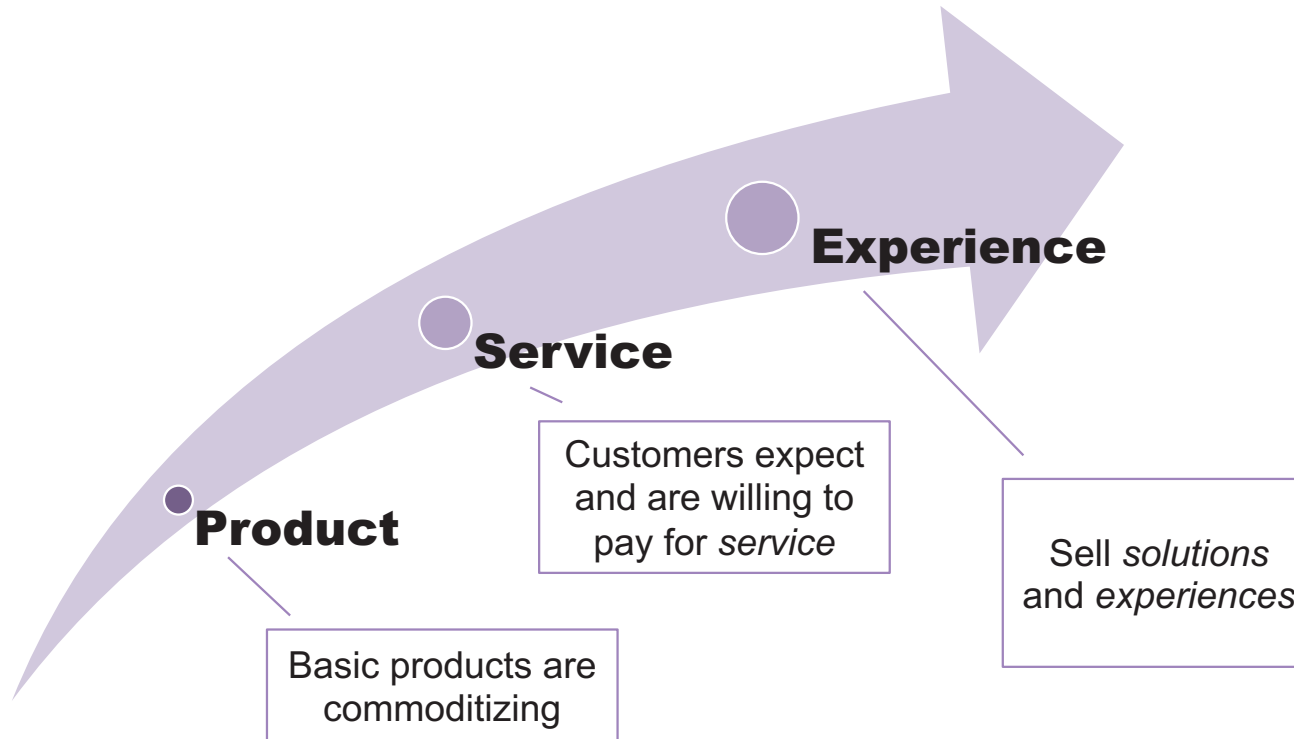 Experience
Service
Customers expect
and are willing to
pay for service
Product
Sell solutions
and experiences
Basic products are
commoditizing